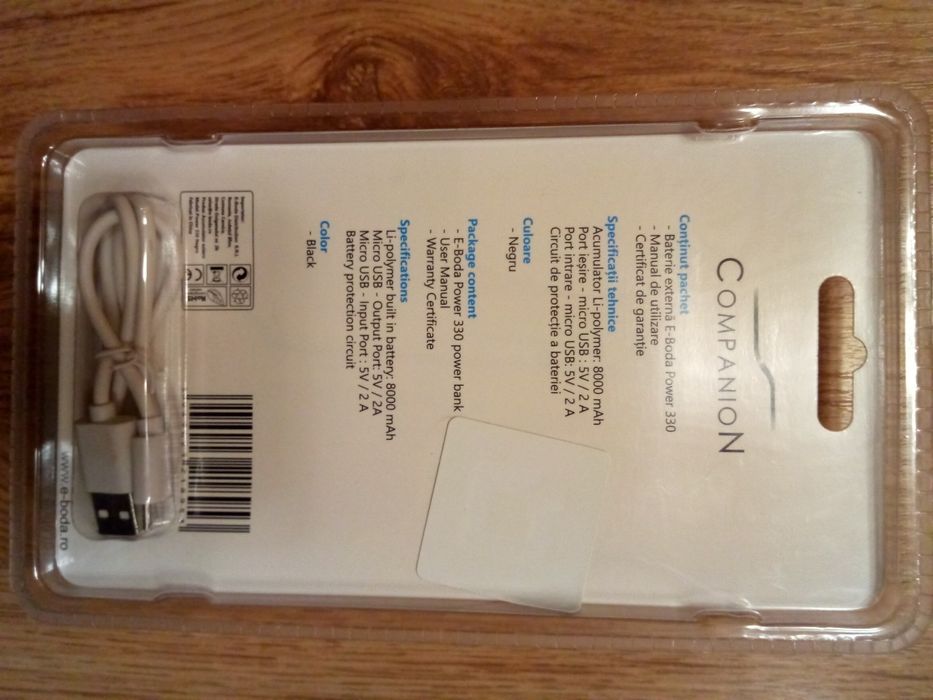 COMPANION
Conținut pachet
- Baterie externă E-Boda Power 330
- Manual de utilizare
- Certificat de garanție
Specificații tehnice
Acumulator Li-polymer: 8000 mAh
Port ieșire - micro USB : 5V / 2 A
Port intrare - micro USB: 5V / 2 A
Circuit de protecție a bateriei
Culoare
- Negru
Package content
- E-Boda Power 330 power bank
- User Manual
- Warranty Certificate
Specifications
Li-polymer built in battery: 8000 mAh
Micro USB - Output Port: 5V / 2A
Micro USB - Input Port : 5V / 2 A
Battery protection circuit
Color
- Black
Importator:
www.e-boda.ro